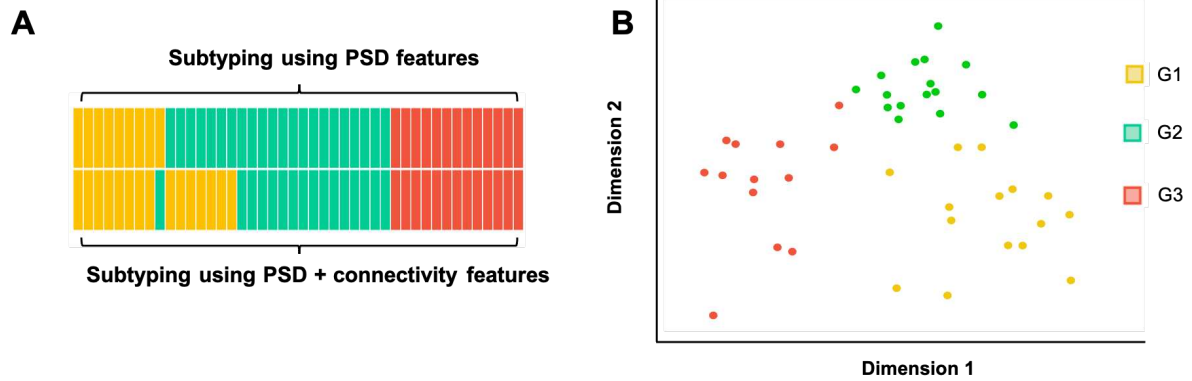 A
Subtyping using PSD features
Subtyping using PSD + connectivity features
B
Dimension 2
Dimension 1
G1
G2
G3